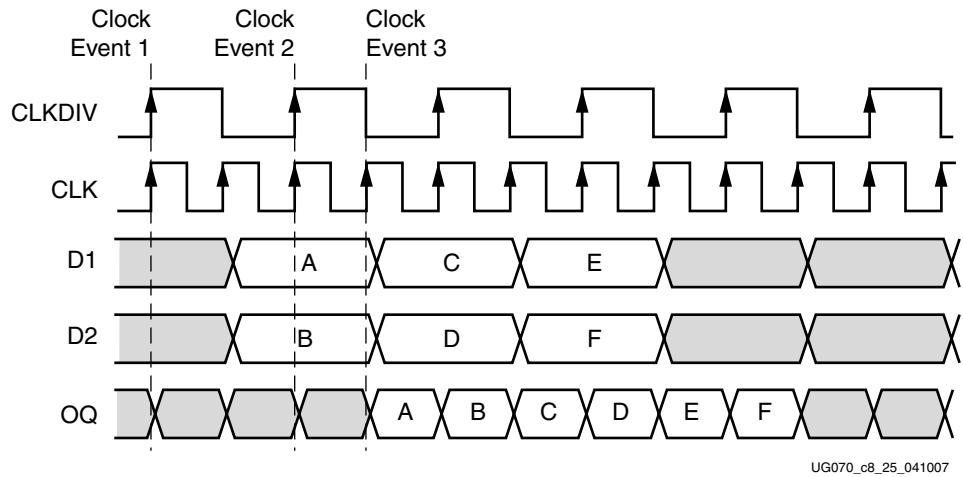 Clock
Event 1
Clock
Event 2
Clock
Event 3
CLKDIV
CLK
D1
A
C
E
D2
B
D
F
OQ
A
B
C
D
E
F
UG070_c8_25_041007